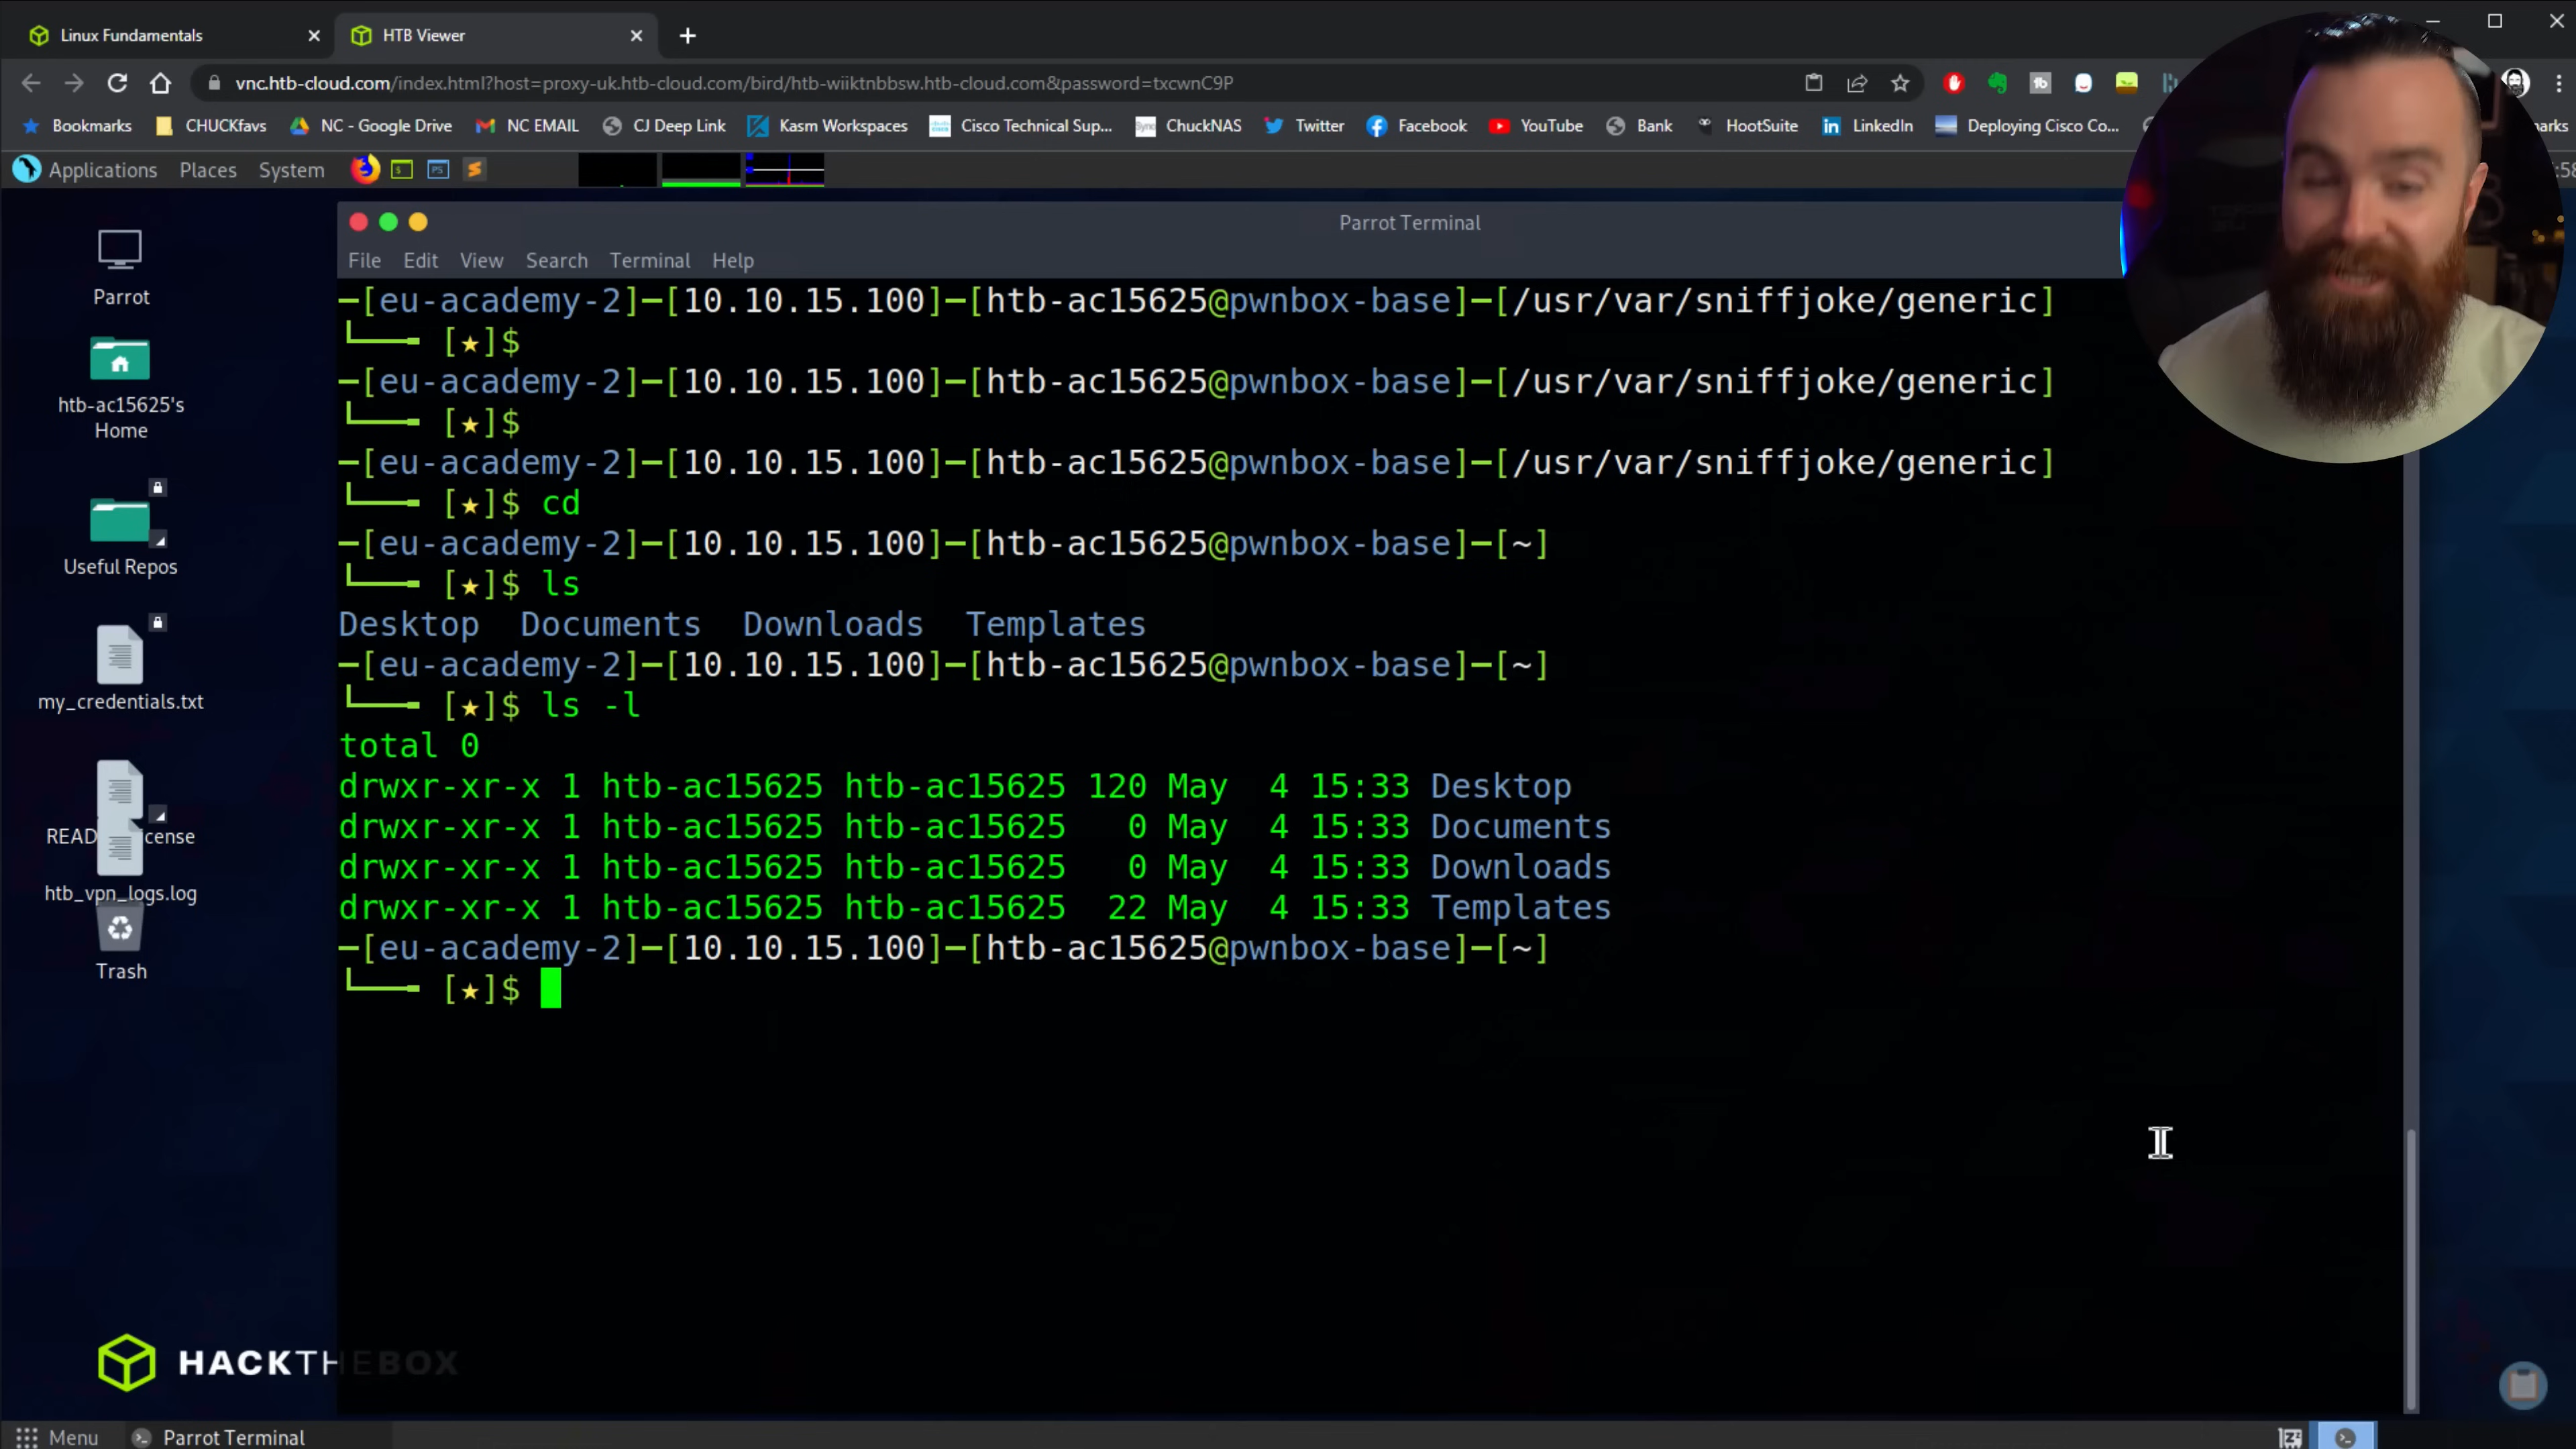 Linux Fundamentals
HTB Viewer
vnc.htb-cloud.com/index.html?host=proxy-uk.htb-cloud.com/bird/htb-wiiktnbbsw.htb-cloud.com&password=txcwnC9P
Bookmarks CHUCKfavs NC - Google Drive NC EMAIL CJ Deep Link Kasm Workspaces Cisco Technical Sup... ChuckNAS Twitter Facebook YouTube Bank HootSuite LinkedIn Deploying Cisco Co... arks
Applications Places System :58
Parrot Terminal
File Edit View Search Terminal Help
Parrot
htb-ac15625's
Home
Useful Repos
my_credentials.txt
READ cense
htb_vpn_logs.log
Trash
─[eu-academy-2]─[10.10.15.100]─[htb-ac15625@pwnbox-base]─[/usr/var/sniffjoke/generic]
└──╼ [★]$
─[eu-academy-2]─[10.10.15.100]─[htb-ac15625@pwnbox-base]─[/usr/var/sniffjoke/generic]
└──╼ [★]$
─[eu-academy-2]─[10.10.15.100]─[htb-ac15625@pwnbox-base]─[/usr/var/sniffjoke/generic]
└──╼ [★]$ cd
─[eu-academy-2]─[10.10.15.100]─[htb-ac15625@pwnbox-base]─[~]
└──╼ [★]$ ls
Desktop Documents Downloads Templates
─[eu-academy-2]─[10.10.15.100]─[htb-ac15625@pwnbox-base]─[~]
└──╼ [★]$ ls -l
total 0
drwxr-xr-x 1 htb-ac15625 htb-ac15625 120 May 4 15:33 Desktop
drwxr-xr-x 1 htb-ac15625 htb-ac15625 0 May 4 15:33 Documents
drwxr-xr-x 1 htb-ac15625 htb-ac15625 0 May 4 15:33 Downloads
drwxr-xr-x 1 htb-ac15625 htb-ac15625 22 May 4 15:33 Templates
─[eu-academy-2]─[10.10.15.100]─[htb-ac15625@pwnbox-base]─[~]
└──╼ [★]$
HACKTHEBOX
Menu Parrot Terminal